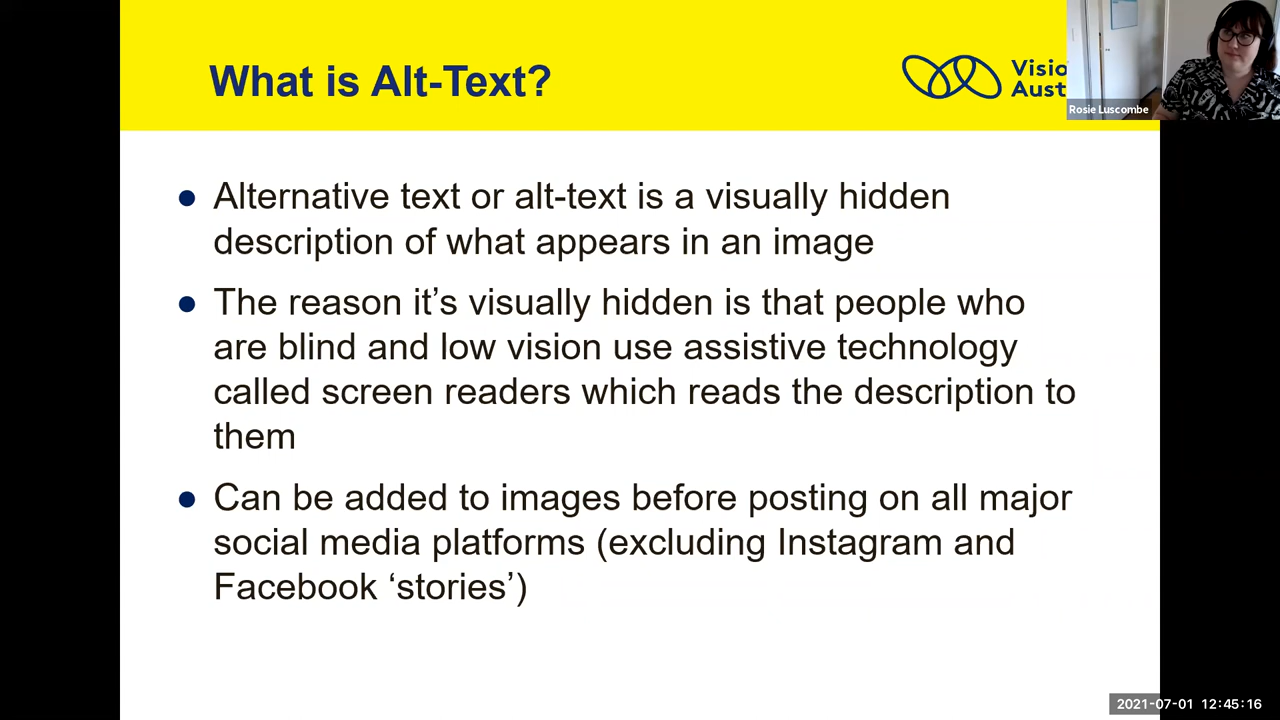 What is Alt-Text?
Visio
Aust
Rosie Luscombe
● Alternative text or alt-text is a visually hidden
description of what appears in an image
● The reason it’s visually hidden is that people who
are blind and low vision use assistive technology
called screen readers which reads the description to
them
● Can be added to images before posting on all major
social media platforms (excluding Instagram and
Facebook ‘stories’)
2021-07-01 12:45:16